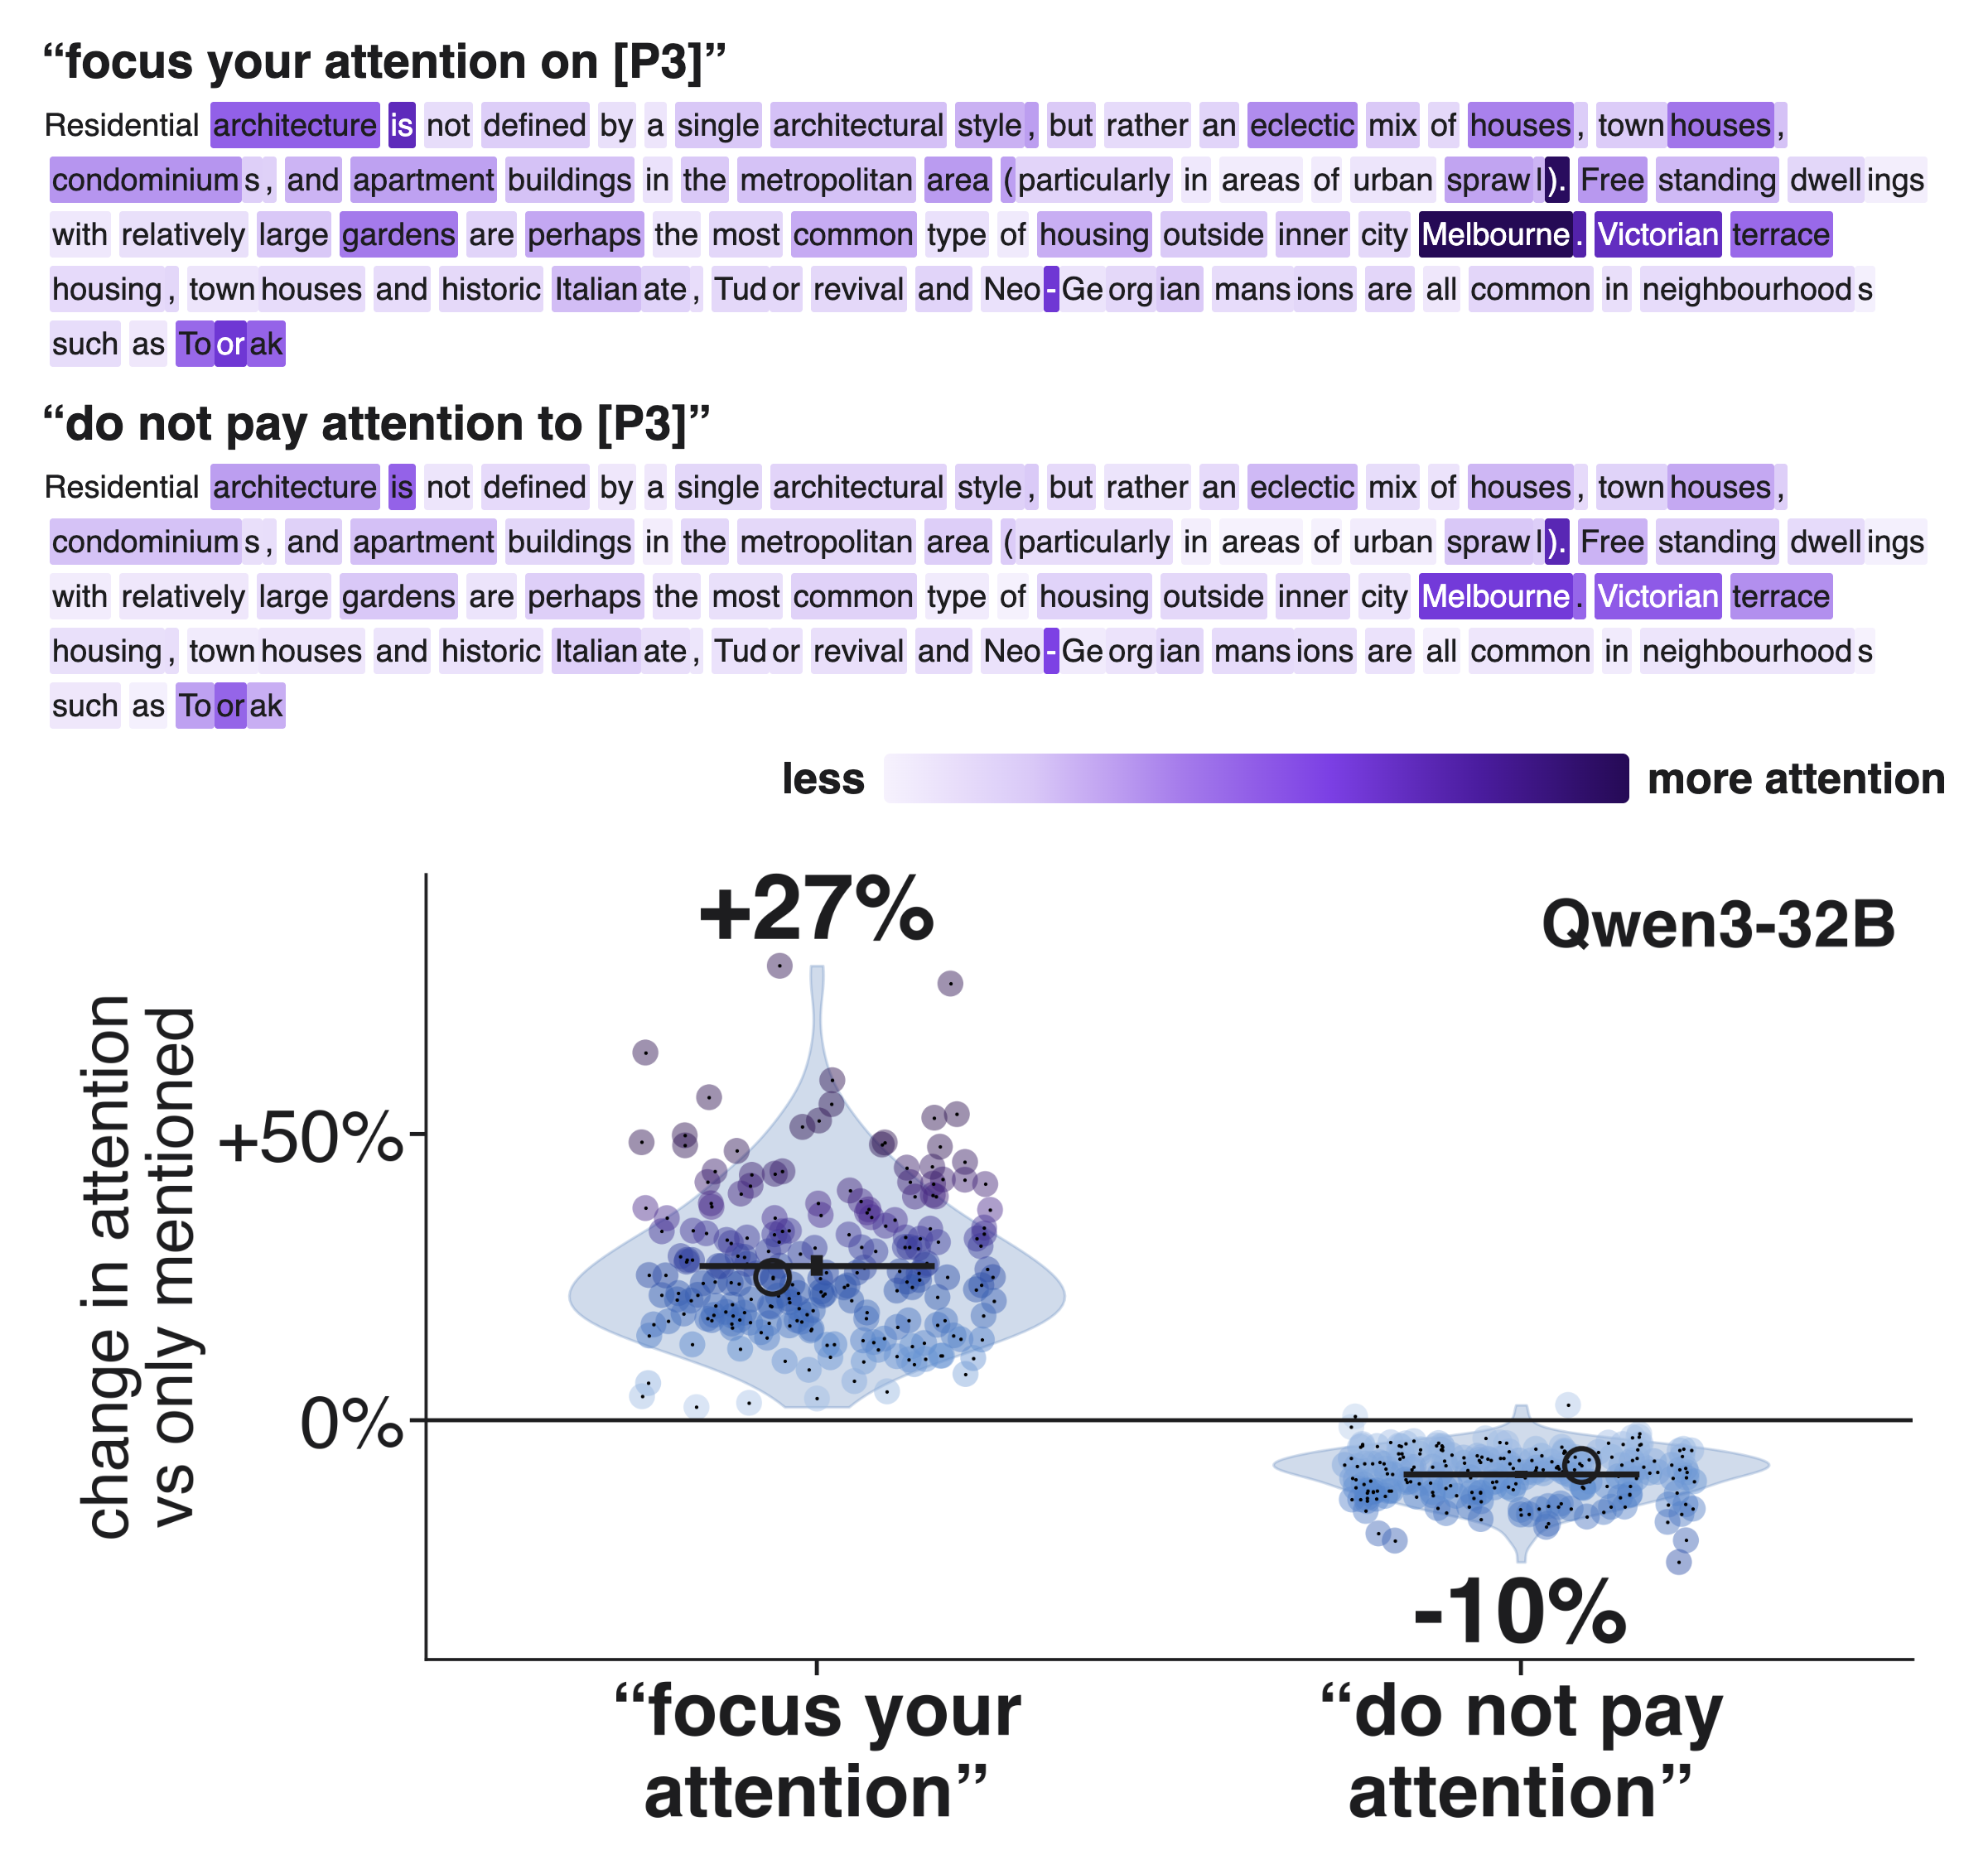 “focus your attention on [P3]”
Residential architecture is not defined by a single architectural style, but rather an eclectic mix of houses, townhouses,
condominiums, and apartment buildings in the metropolitan area (particularly in areas of urban sprawl). Free standing dwellings
with relatively large gardens are perhaps the most common type of housing outside inner city Melbourne. Victorian terrace
housing, townhouses and historic Italianate, Tudor revival and Neo-Georgian mansions are all common in neighbourhoods
such as Toorak
“do not pay attention to [P3]”
Residential architecture is not defined by a single architectural style, but rather an eclectic mix of houses, townhouses,
condominiums, and apartment buildings in the metropolitan area (particularly in areas of urban sprawl). Free standing dwellings
with relatively large gardens are perhaps the most common type of housing outside inner city Melbourne. Victorian terrace
housing, townhouses and historic Italianate, Tudor revival and Neo-Georgian mansions are all common in neighbourhoods
such as Toorak
less more attention
+27%
Qwen3-32B
change in attention
vs only mentioned
+50%
0%
-10%
“focus your
attention”
“do not pay
attention”